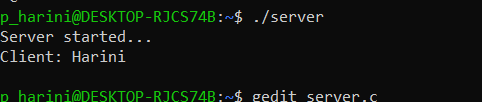 p_harini@DESKTOP-RJCS74B:~$ ./server
Server started...
Client: Harini
p_harini@DESKTOP-RJCS74B:~$ gedit server.c